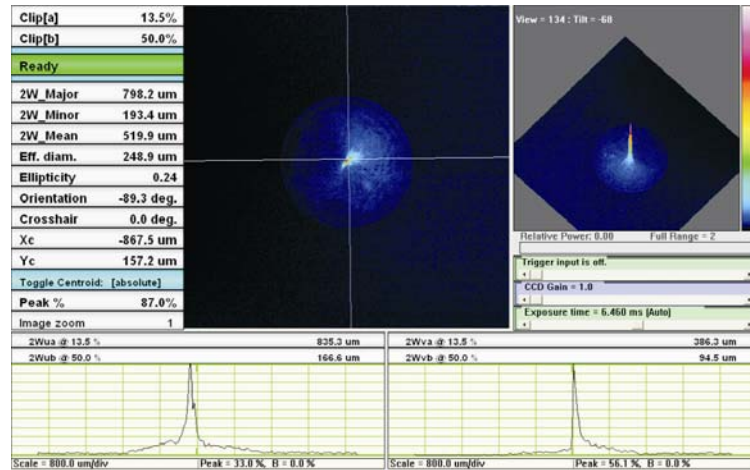 Clip[a] 13.5%
Clip[b] 50.0%
Ready
2W_Major 798.2 um
2W_Minor 193.4 um
2W_Mean 519.9 um
Eff. diam. 248.9 um
Ellipticity 0.24
Orientation -89.3 deg.
Crosshair 0.0 deg.
Xc -867.5 um
Yc 157.2 um
Toggle Centroid: [absolute]
Peak % 87.0%
Image zoom 1
View = 134 : Tilt = -60
Relative Power: 0.00 Full Range = 2
Trigger input is off.
CCD Gain = 1.0
Exposure time = 6.460 ms (Auto)
2Wua @ 13.5 % 835.3 um
2Wub @ 50.0 % 166.6 um
Scale = 800.0 um/div Peak = 33.0 %, B = 0.0 %
2Wva @ 13.5 % 386.3 um
2Wvb @ 50.0 % 94.5 um
Scale = 800.0 um/div Peak = 56.1 %, B = 0.0 %